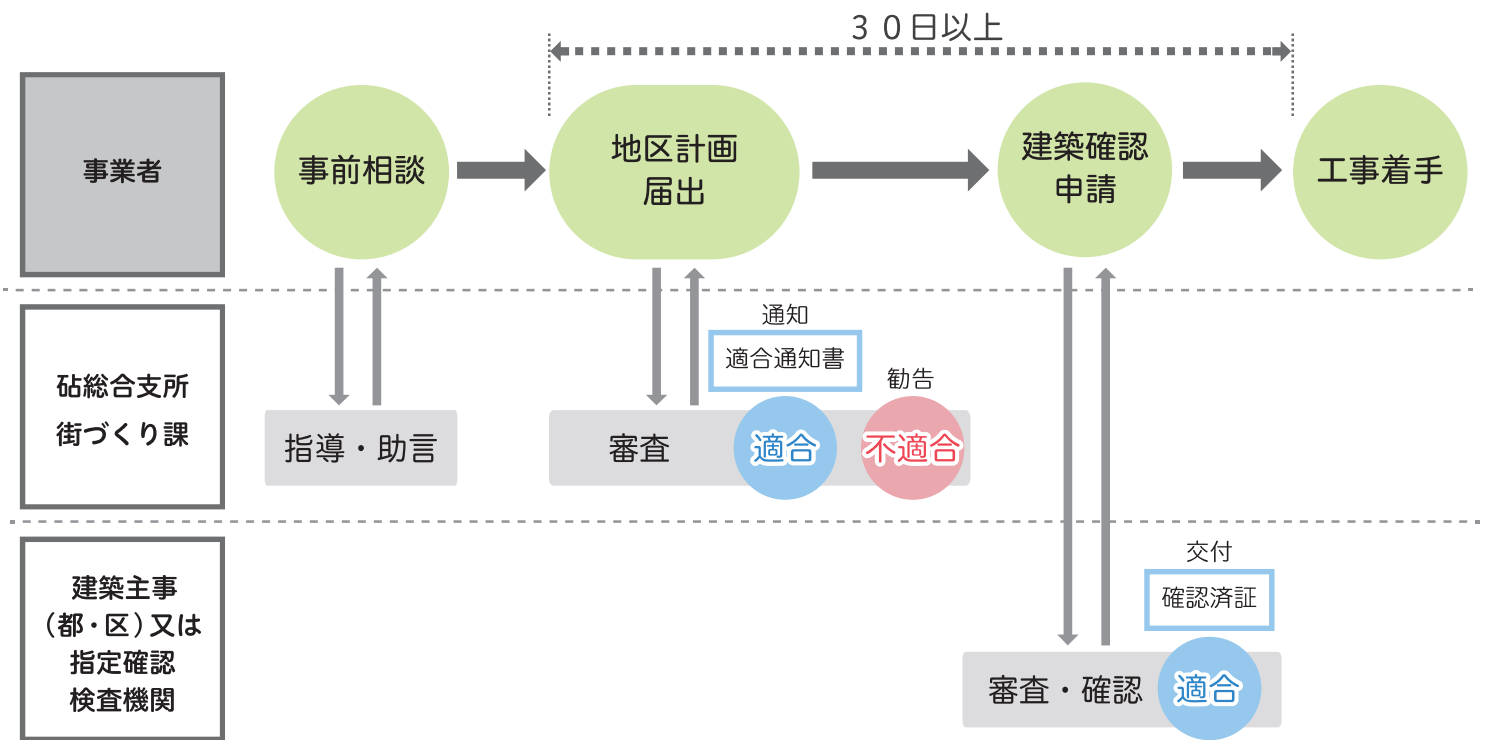 ３０日以上
事業者
事前相談
地区計画
届出
建築確認
申請
工事着手
砧総合支所
街づくり課
指導・助言
審査
通知
適合通知書
適合
勧告
不適合
建築主事
（都・区）又は
指定確認
検査機関
審査・確認
交付
確認済証
適合